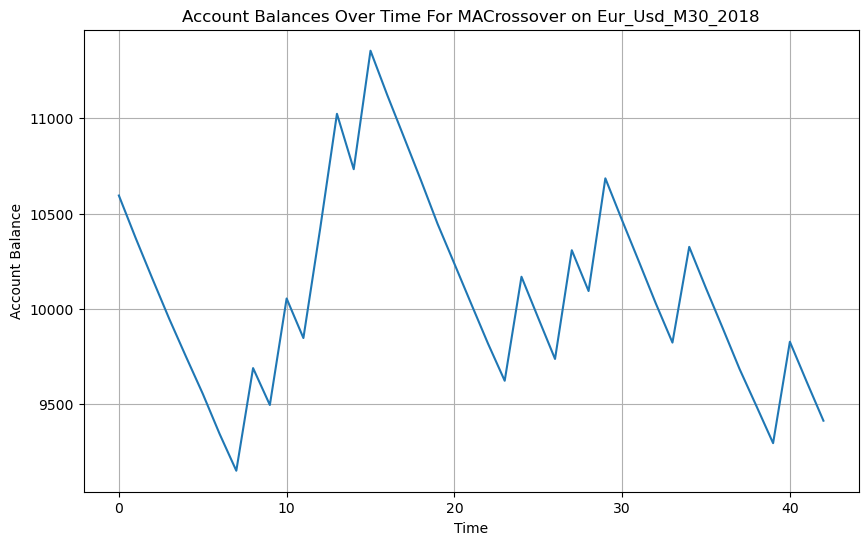 Account Balances Over Time For MACrossover on Eur_Usd_M30_2018
11000
10500
10000
9500
Account Balance
0 10 20 30 40
Time